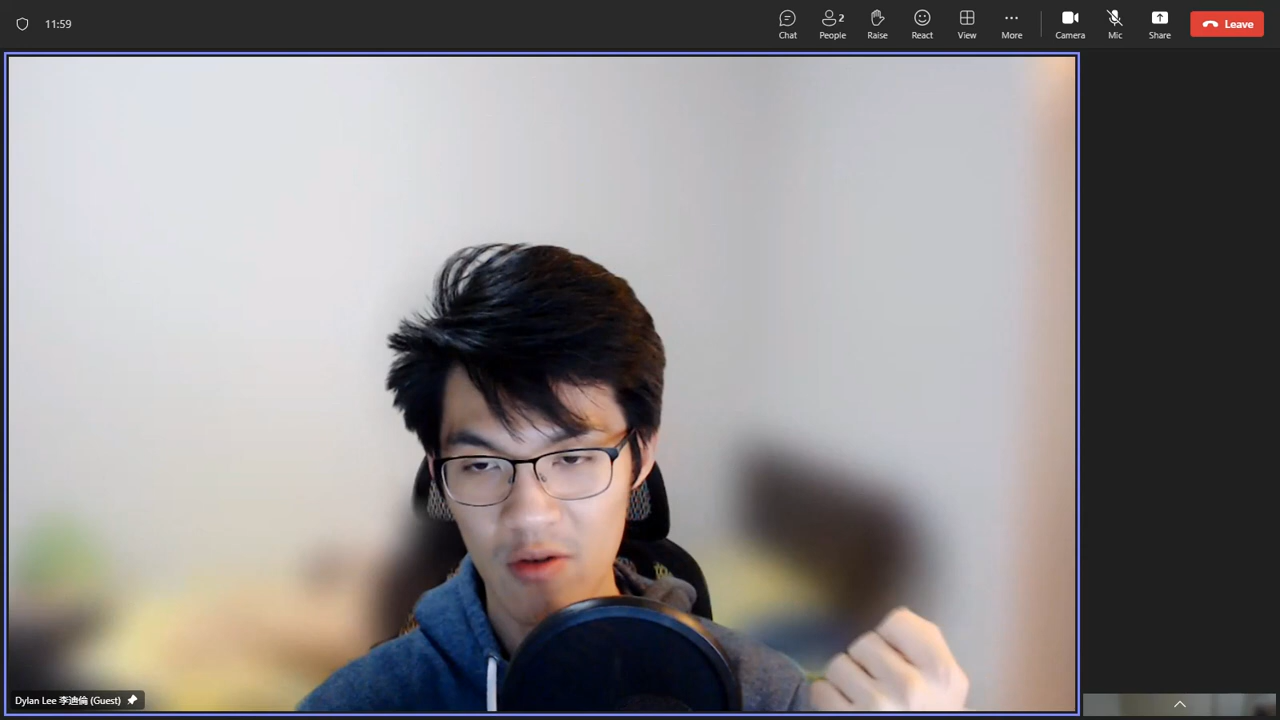 11:59
Chat
2
People
Raise
React
View
More
Camera
Mic
Share
Leave
Dylan Lee 李迪倫 (Guest)